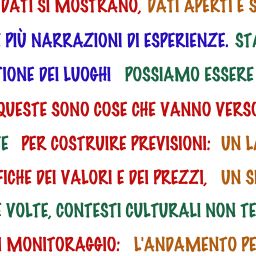 DATI SI MOSTRANO, DATI APERTI E S
PIÙ NARRAZIONI DI ESPERIENZE. STA
TIONE DEI LUOGHI POSSIAMO ESSERE
QUESTE SONO COSE CHE VANNO VERSO
E PER COSTRUIRE PREVISIONI: UN LA
FICHE DEI VALORI E DEI PREZZI, UN S
E VOLTE, CONTESTI CULTURALI NON TE
I MONITORAGGIO: L'ANDAMENTO PE